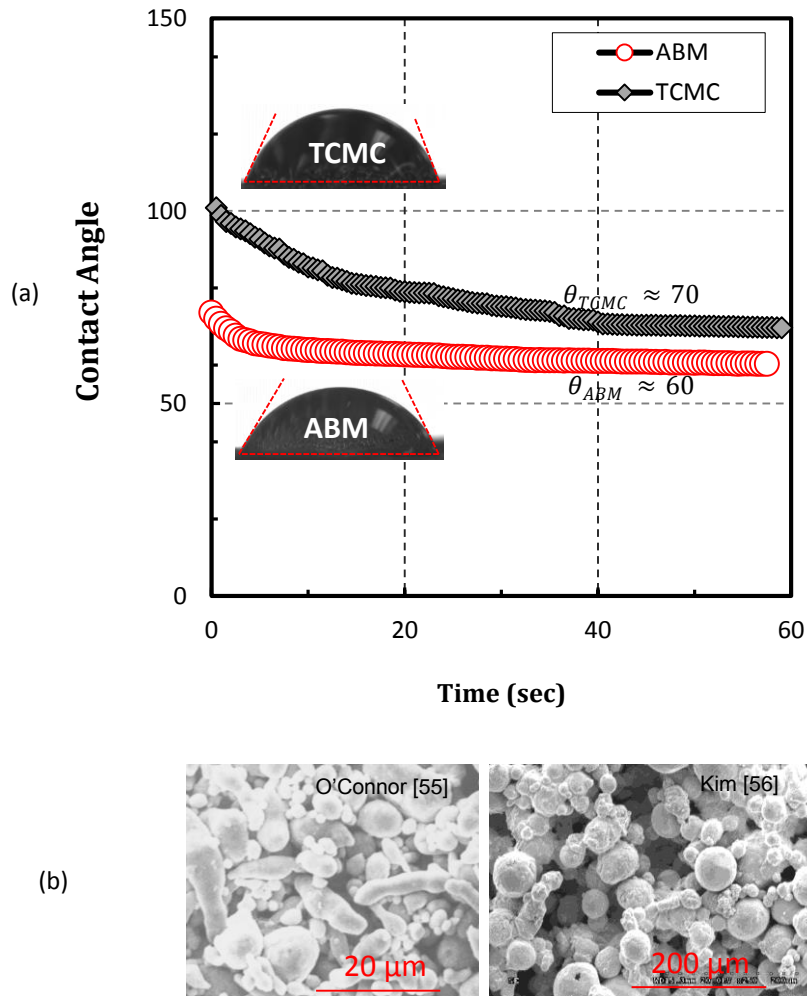 150
ABM
TCMC
TCMC
100
Contact Angle
(a)
θTCMC ≈ 70
θABM ≈ 60
50
ABM
0
0 20 40 60
Time (sec)
O'Connor [55]
Kim [56]
(b)
20 µm
200 µm